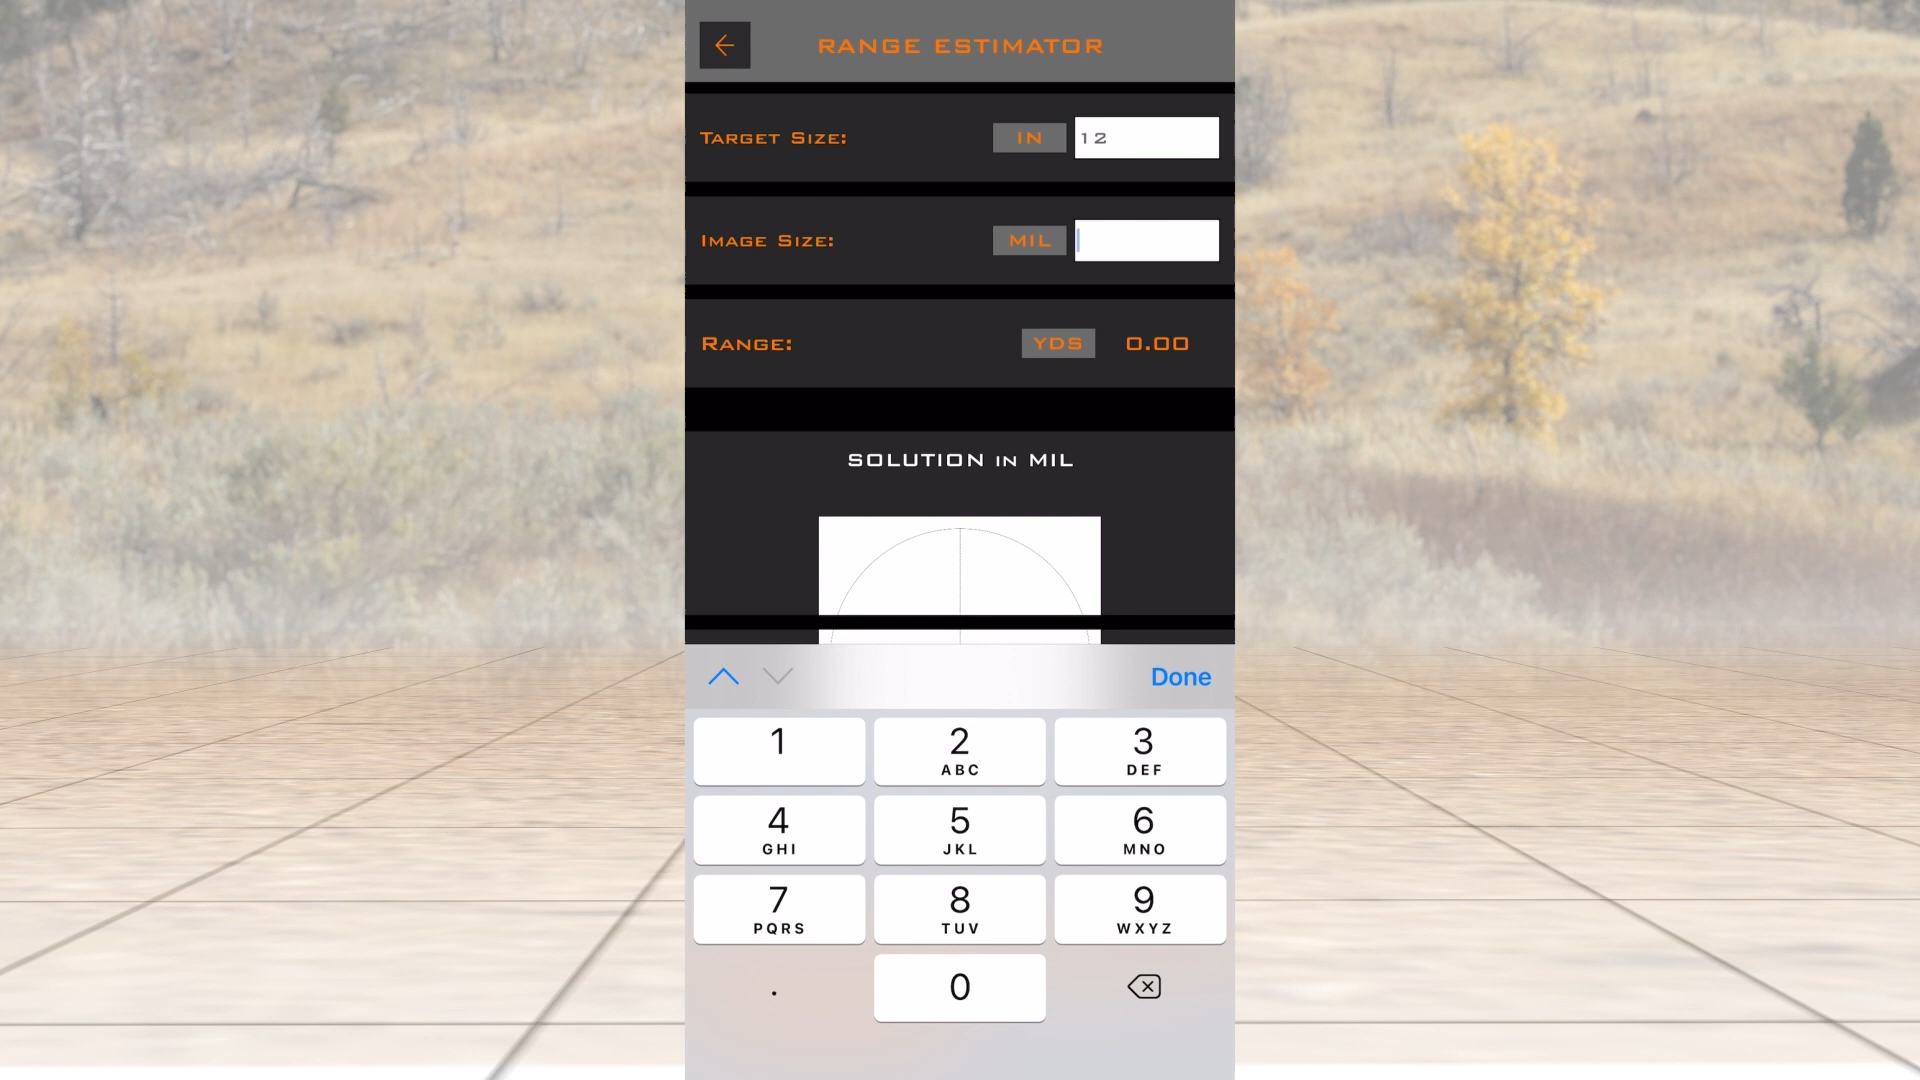 RANGE ESTIMATOR
TARGET SIZE: IN 12
IMAGE SIZE: MIL
RANGE: YDS 0.00
SOLUTION IN MIL
Done
1 2 3
ABC DEF
4 5 6
GHI JKL MNO
7 8 9
PQRS TUV WXYZ
. 0